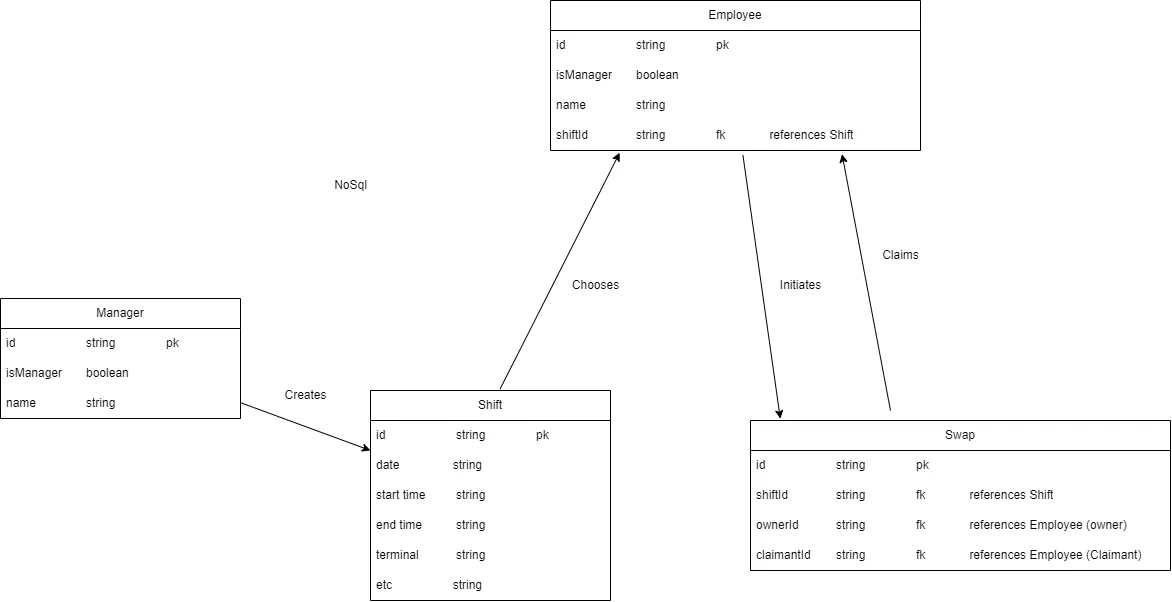 Employee
id string pk
isManager boolean
name string
shiftId string fk references Shift
NoSql
Claims
Chooses
Initiates
Manager
id string pk
isManager boolean
name string
Creates
Shift
id string pk
date string
start time string
end time string
terminal string
etc string
Swap
id string pk
shiftId string fk references Shift
ownerId string fk references Employee (owner)
claimantId string fk references Employee (Claimant)